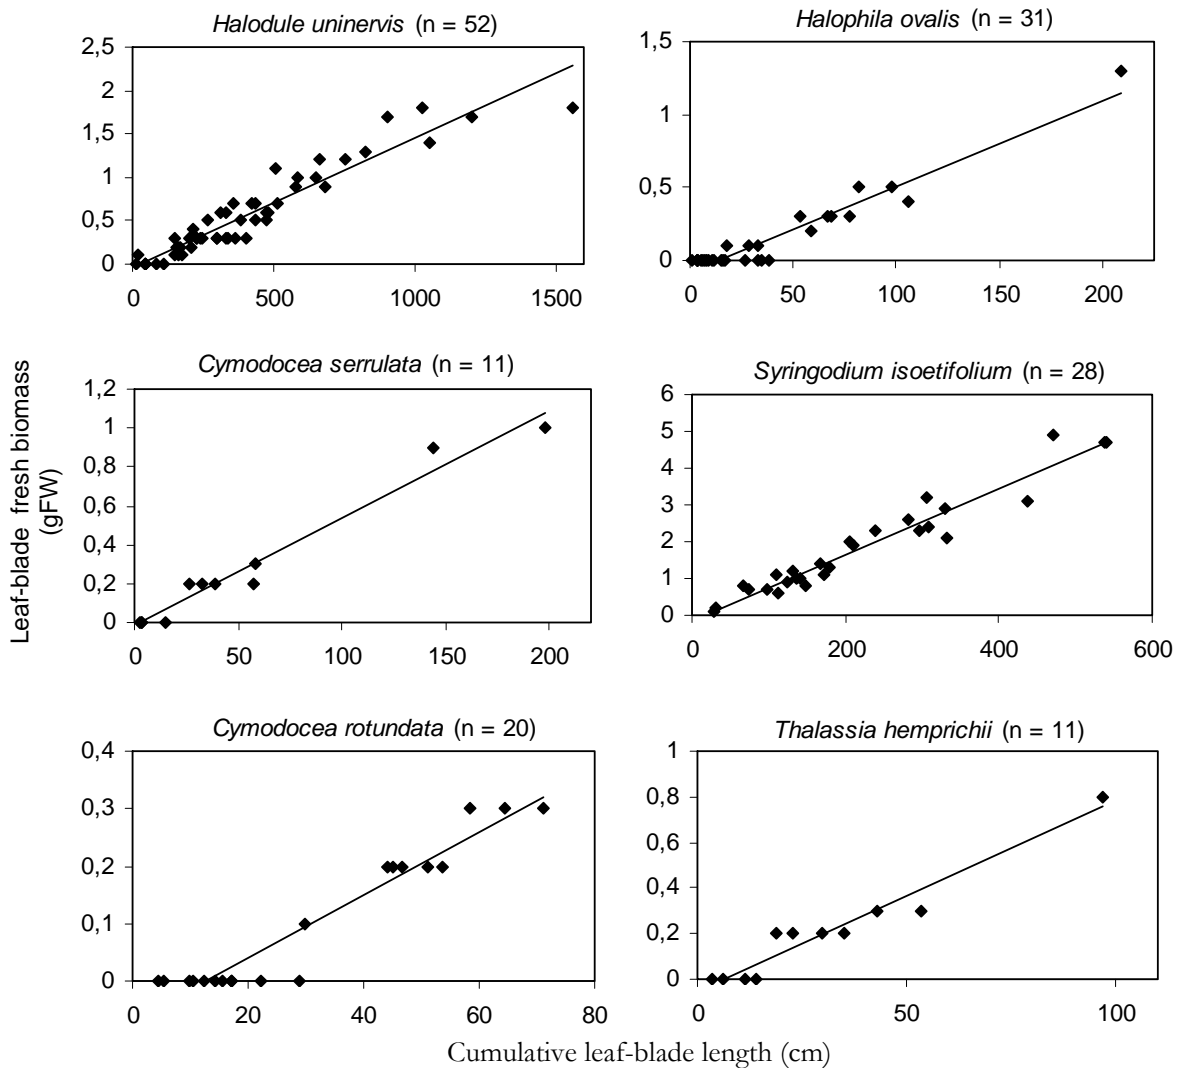 Halodule uninervis (n = 52)
2,5
2
1,5
1
0,5
0
0 500 1000 1500
Halophila ovalis (n = 31)
1,5
1
0,5
0
0 50 100 150 200
Leaf-blade fresh biomass
(gFW)
Cymodocea serrulata (n = 11)
1,2
1
0,8
0,6
0,4
0,2
0
0 50 100 150 200
Syringodium isoetifolium (n = 28)
6
5
4
3
2
1
0
0 200 400 600
Cymodocea rotundata (n = 20)
0,4
0,3
0,2
0,1
0
0 20 40 60 80
Thalassia hemprichii (n = 11)
1
0,8
0,6
0,4
0,2
0
0 50 100
Cumulative leaf-blade length (cm)